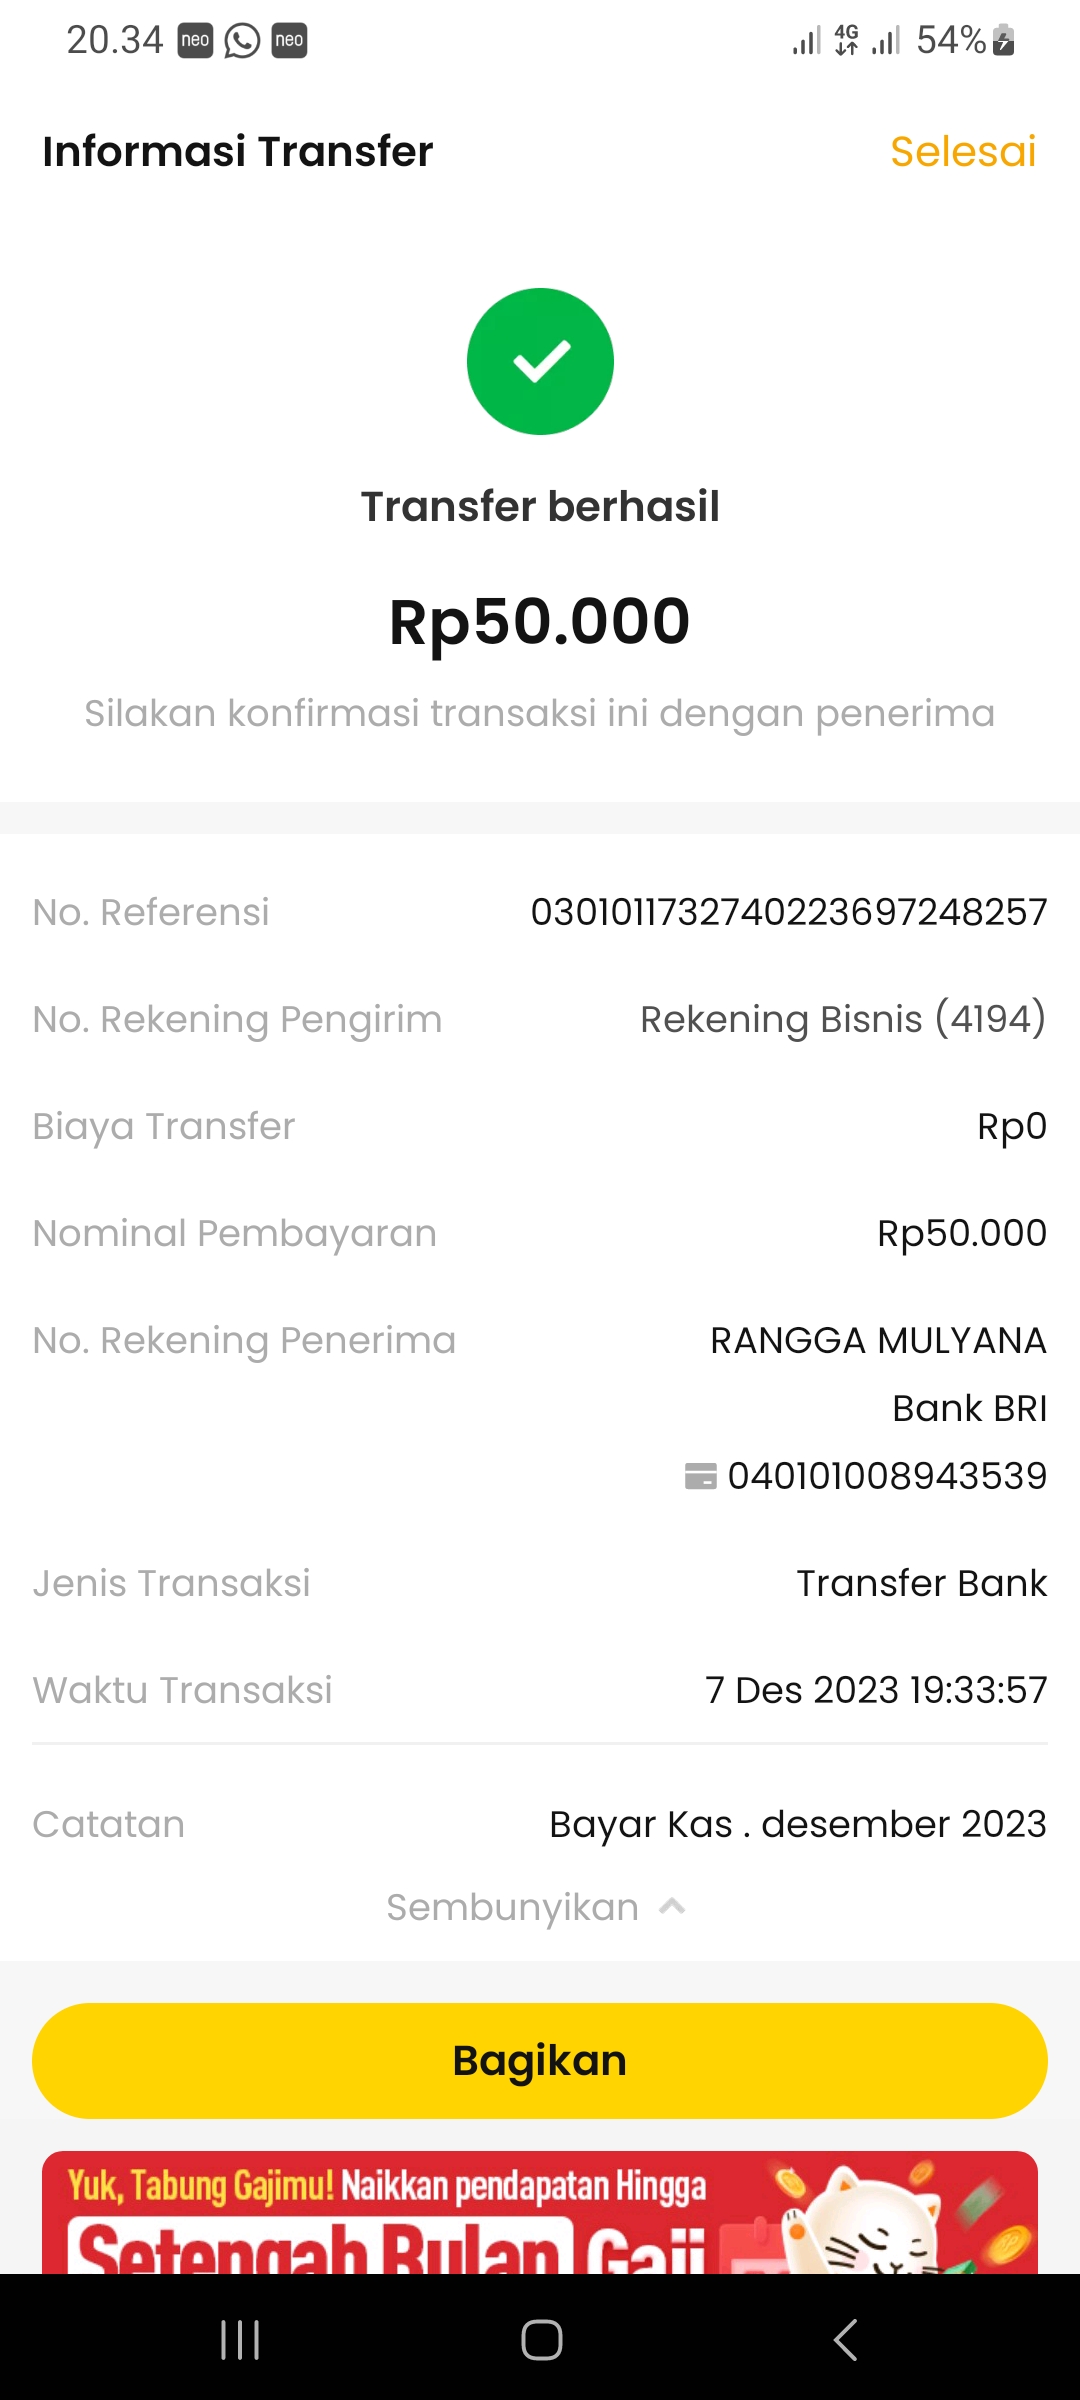 20.34 neo neo 4G 54%
Informasi Transfer Selesai
Transfer berhasil
Rp50.000
Silakan konfirmasi transaksi ini dengan penerima
No. Referensi 0301011732740223697248257
No. Rekening Pengirim Rekening Bisnis (4194)
Biaya Transfer Rp0
Nominal Pembayaran Rp50.000
No. Rekening Penerima RANGGA MULYANA
Bank BRI
040101008943539
Jenis Transaksi Transfer Bank
Waktu Transaksi 7 Des 2023 19:33:57
Catatan Bayar Kas . desember 2023
Sembunyikan
Bagikan
Yuk, Tabung Gajimu! Naikkan pendapatan Hingga
Setengah Bulan Gaji